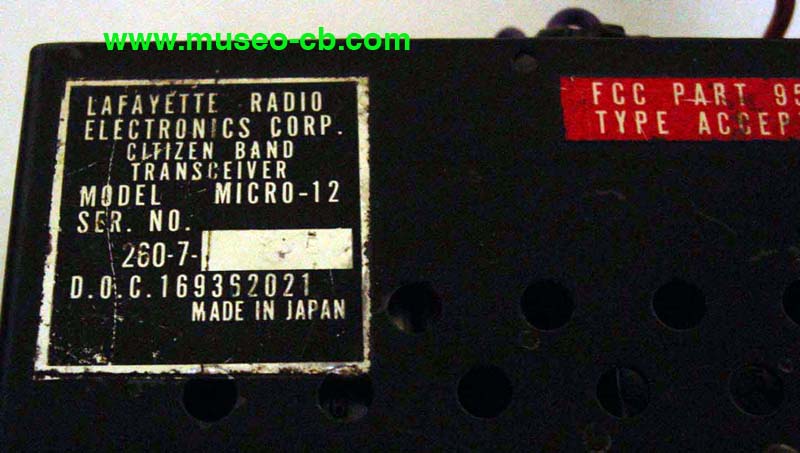 www.museo-cb.com
LAFAYETTE RADIO
ELECTRONICS CORP.
CITIZEN BAND
TRANSCEIVER
MODEL MICRO-12
SER. NO.
260-7-
D.O.C.169362021
MADE IN JAPAN
FCC PART 95
TYPE ACCEP